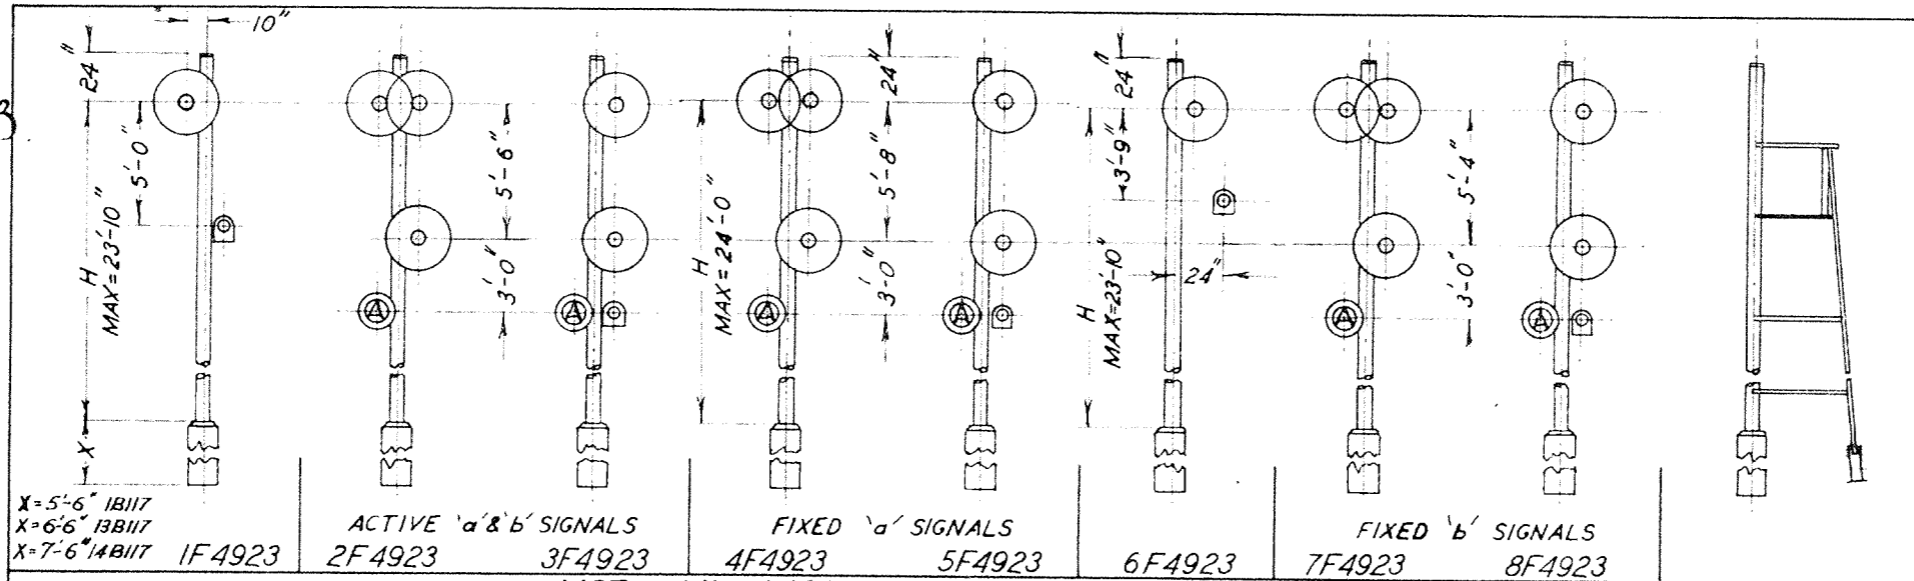 10"
24"
5'-0"
H
MAX=23'-10"
X
5'-6"
3'-0"
A
A
24"
H
MAX=24'-0"
5'-8"
3'-0"
A
A
24"
3'-9"
H
MAX=23'-10"
24"
5'-4"
3'-0"
A
A
X=5'-6" 1B117
X=6'-6" 13B117
X=7'-6" 14B117
1F4923
ACTIVE 'a' & 'b' SIGNALS
2F4923 3F4923
FIXED 'a' SIGNALS
4F4923 5F4923
6F4923
FIXED 'b' SIGNALS
7F4923 8F4923